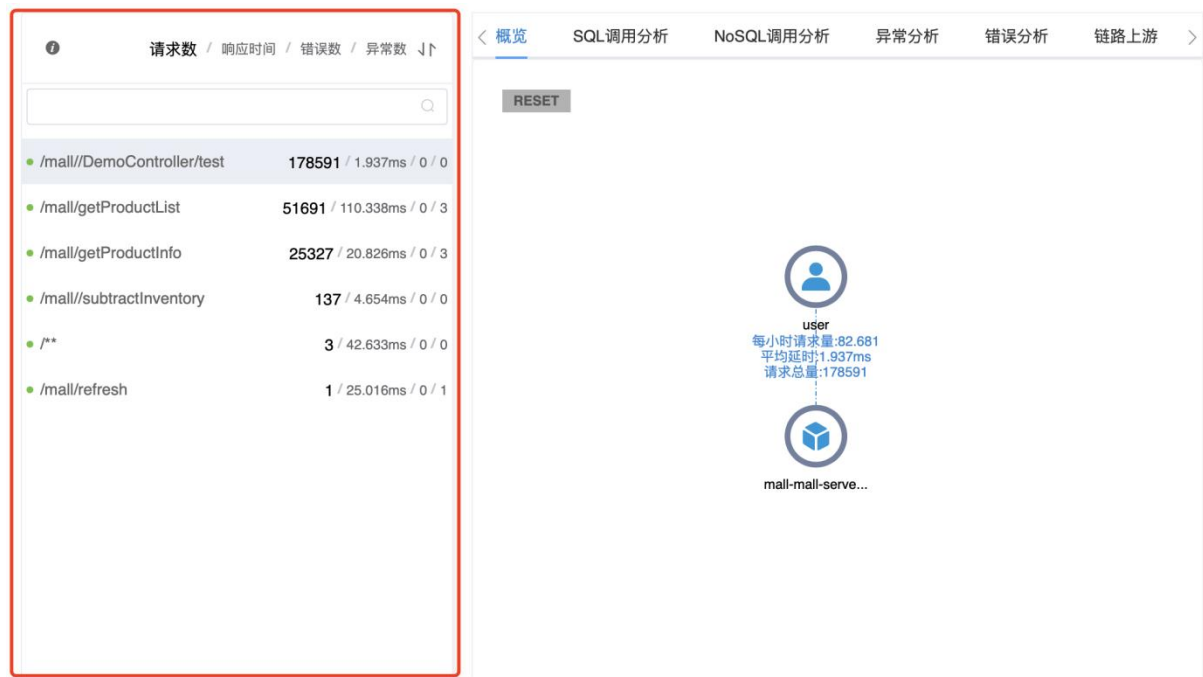 请求数 / 响应时间 / 错误数 / 异常数
/mall//DemoController/test 178591 / 1.937ms / 0 / 0
/mall/getProductList 51691 / 110.338ms / 0 / 3
/mall/getProductInfo 25327 / 20.826ms / 0 / 3
/mall//subtractInventory 137 / 4.654ms / 0 / 0
/** 3 / 42.633ms / 0 / 0
/mall/refresh 1 / 25.016ms / 0 / 1
概览 SQL调用分析 NoSQL调用分析 异常分析 错误分析 链路上游
RESET
user
每小时请求量:82.681
平均延时:1.937ms
请求总量:178591
mall-mall-serve...